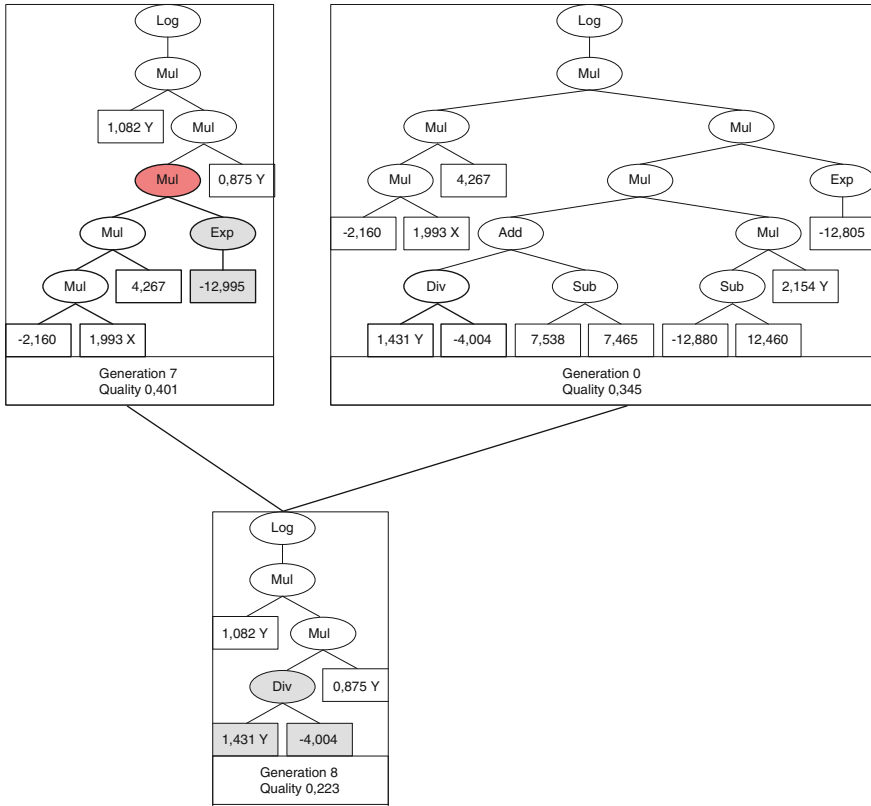 Log
Mul
1,082 Y
Mul
Mul
0,875 Y
Mul
Exp
Mul
4,267
-12,995
-2,160
1,993 X
Generation 7
Quality 0,401
Log
Mul
Mul
Mul
Mul
4,267
Mul
Exp
-2,160
1,993 X
Add
Mul
-12,805
Div
Sub
Sub
2,154 Y
1,431 Y
-4,004
7,538
7,465
-12,880
12,460
Generation 0
Quality 0,345
Log
Mul
1,082 Y
Mul
Div
0,875 Y
1,431 Y
-4,004
Generation 8
Quality 0,223